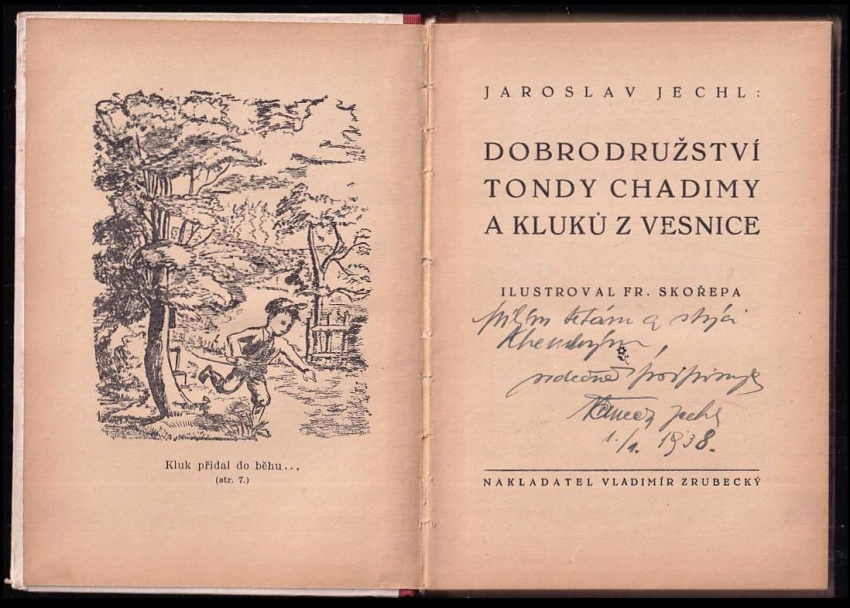 Kluk přidal do běhu...
(str. 7.)
JAROSLAV JECHL:
DOBRODRUŽSTVÍ
TONDY CHADIMY
A KLUKŮ Z VESNICE
ILUSTROVAL FR. SKOŘEPA
a
srdečně
Jechl
1./1. 1938.
NAKLADATEL VLADIMÍR ZRUBECKÝ